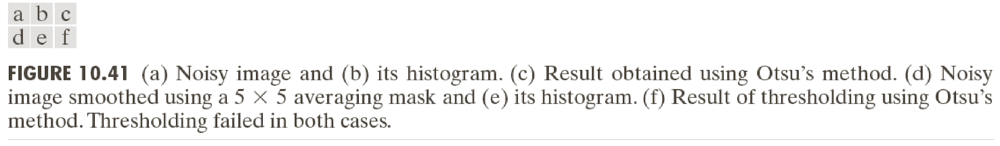 a b c
d e f
FIGURE 10.41 (a) Noisy image and (b) its histogram. (c) Result obtained using Otsu’s method. (d) Noisy
image smoothed using a 5 × 5 averaging mask and (e) its histogram. (f) Result of thresholding using Otsu’s
method. Thresholding failed in both cases.